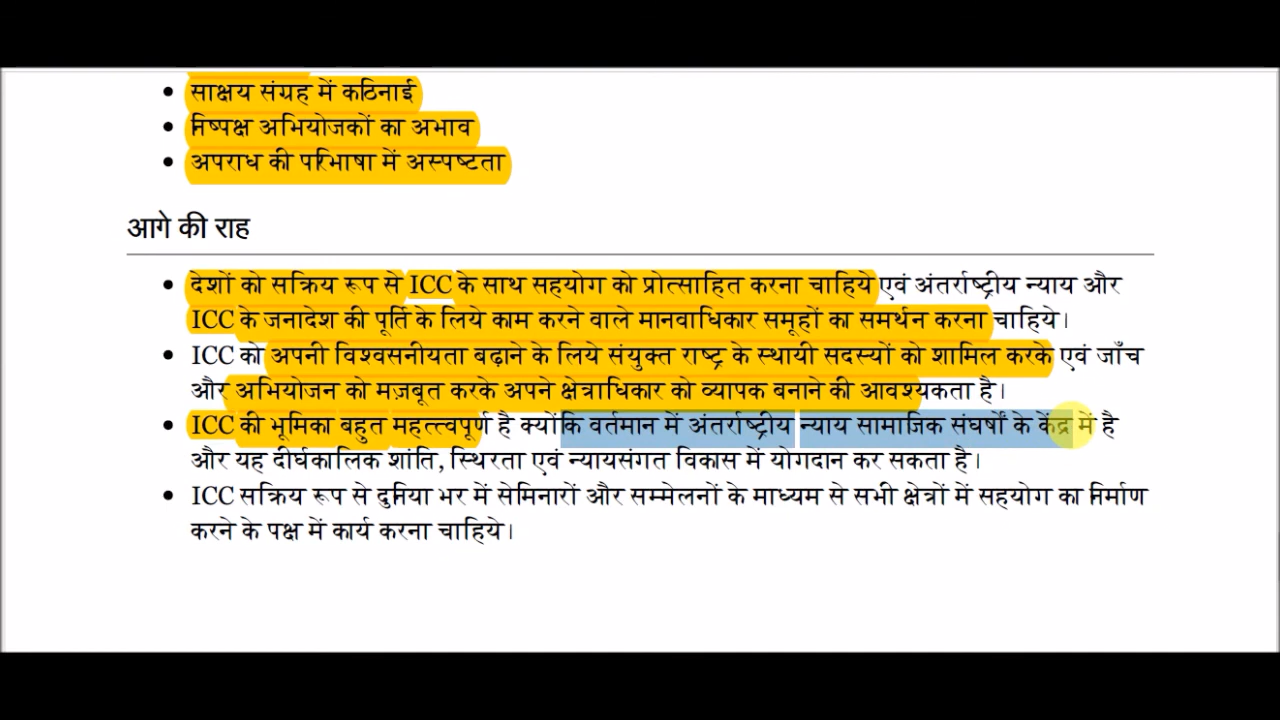 साक्षय संग्रह में कठिनाई
निष्पक्ष अभियोजकों का अभाव
अपराध की परिभाषा में अस्पष्टता
आगे की राह
देशों को सक्रिय रूप से ICC के साथ सहयोग को प्रोत्साहित करना चाहिये एवं अंतर्राष्ट्रीय न्याय और
ICC के जनादेश की पूर्ति के लिये काम करने वाले मानवाधिकार समूहों का समर्थन करना चाहिये।
ICC को अपनी विश्वसनीयता बढ़ाने के लिये संयुक्त राष्ट्र के स्थायी सदस्यों को शामिल करके एवं जाँच
और अभियोजन को मज़बूत करके अपने क्षेत्राधिकार को व्यापक बनाने की आवश्यकता है।
ICC की भूमिका बहुत महत्त्वपूर्ण है क्योंकि वर्तमान में अंतर्राष्ट्रीय न्याय सामाजिक संघर्षों के केंद्र में है
और यह दीर्घकालिक शांति, स्थिरता एवं न्यायसंगत विकास में योगदान कर सकता है।
ICC सक्रिय रूप से दुनिया भर में सेमिनारों और सम्मेलनों के माध्यम से सभी क्षेत्रों में सहयोग का निर्माण
करने के पक्ष में कार्य करना चाहिये।